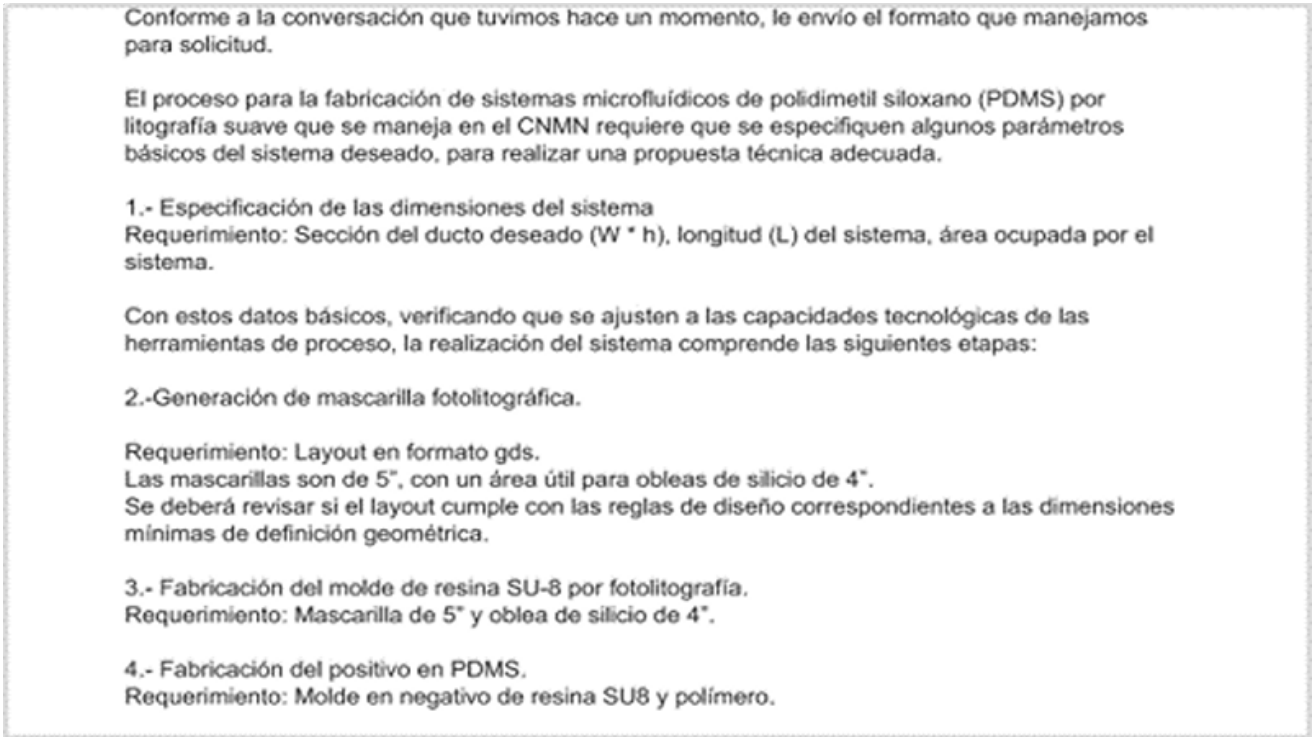 Conforme a la conversación que tuvimos hace un momento, le envío el formato que manejamos
para solicitud.
El proceso para la fabricación de sistemas microfluídicos de polidimetil siloxano (PDMS) por
litografía suave que se maneja en el CNMN requiere que se especifiquen algunos parámetros
básicos del sistema deseado, para realizar una propuesta técnica adecuada.
1.- Especificación de las dimensiones del sistema
Requerimiento: Sección del ducto deseado (W * h), longitud (L) del sistema, área ocupada por el
sistema.
Con estos datos básicos, verificando que se ajusten a las capacidades tecnológicas de las
herramientas de proceso, la realización del sistema comprende las siguientes etapas:
2.-Generación de mascarilla fotolitográfica.
Requerimiento: Layout en formato gds.
Las mascarillas son de 5”, con un área útil para obleas de silicio de 4”.
Se deberá revisar si el layout cumple con las reglas de diseño correspondientes a las dimensiones
mínimas de definición geométrica.
3.- Fabricación del molde de resina SU-8 por fotolitografía.
Requerimiento: Mascarilla de 5” y oblea de silicio de 4”.
4.- Fabricación del positivo en PDMS.
Requerimiento: Molde en negativo de resina SU8 y polímero.